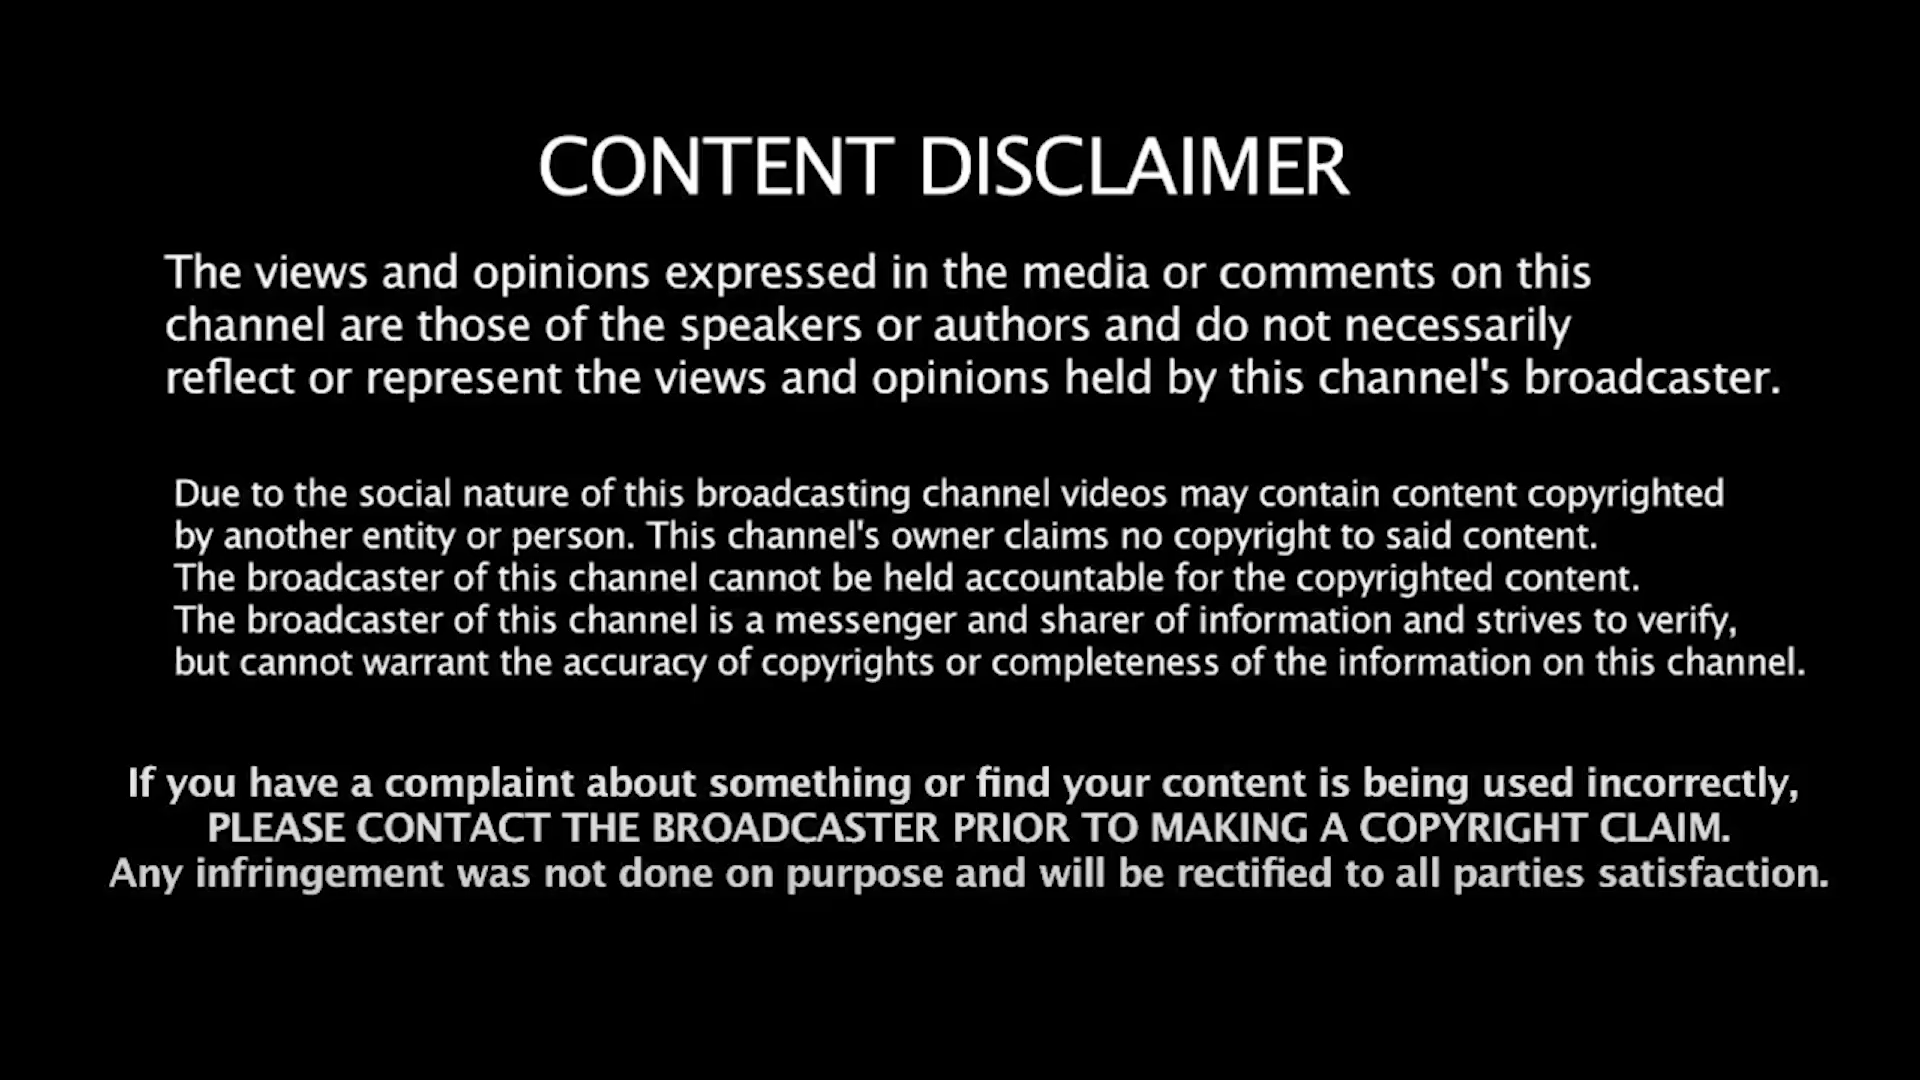 CONTENT DISCLAIMER
The views and opinions expressed in the media or comments on this
channel are those of the speakers or authors and do not necessarily
reflect or represent the views and opinions held by this channel's broadcaster.
Due to the social nature of this broadcasting channel videos may contain content copyrighted
by another entity or person. This channel's owner claims no copyright to said content.
The broadcaster of this channel cannot be held accountable for the copyrighted content.
The broadcaster of this channel is a messenger and sharer of information and strives to verify,
but cannot warrant the accuracy of copyrights or completeness of the information on this channel.
If you have a complaint about something or find your content is being used incorrectly,
PLEASE CONTACT THE BROADCASTER PRIOR TO MAKING A COPYRIGHT CLAIM.
Any infringement was not done on purpose and will be rectified to all parties satisfaction.